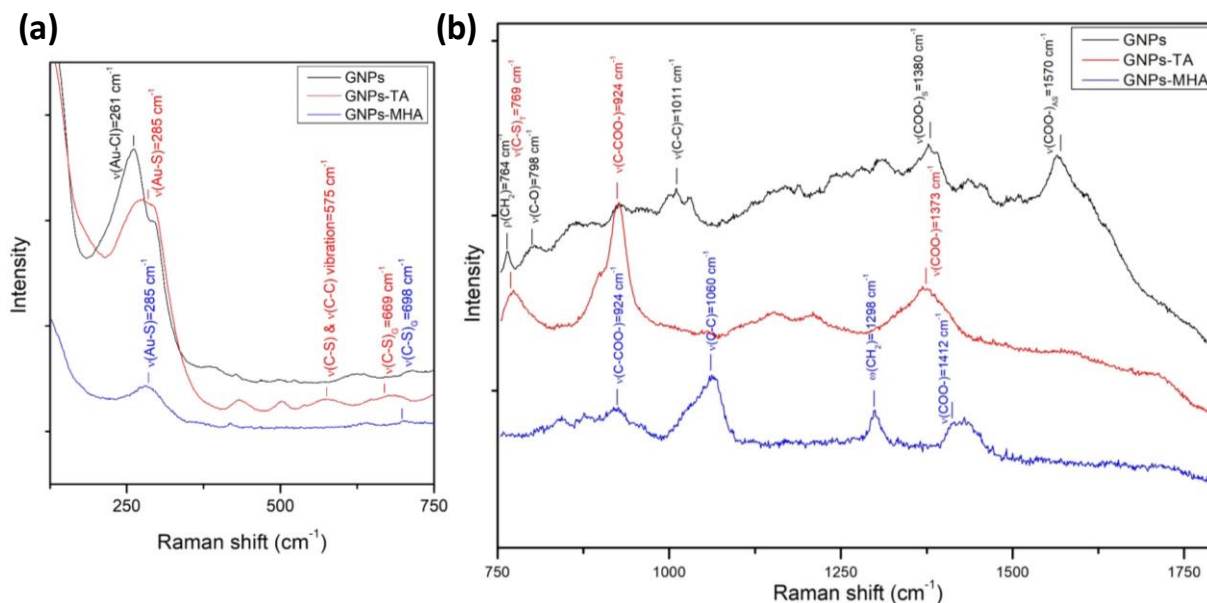 (a)
GNPs
GNPs-TA
GNPs-MHA
ν(Au-Cl)=261 cm⁻¹
ν(Au-S)=285 cm⁻¹
ν(Au-S)=285 cm⁻¹
ν(C-S) & ν(C-C) vibration=575 cm⁻¹
ν(C-S)G=669 cm⁻¹
ν(C-S)G=698 cm⁻¹
Intensity
250
500
750
Raman shift (cm⁻¹)
(b)
GNPs
GNPs-TA
GNPs-MHA
ρ(CH₂)=764 cm⁻¹
ν(C-S)T=769 cm⁻¹
ν(C-O)=798 cm⁻¹
ν(C-COO-)=924 cm⁻¹
ν(C-C)=1011 cm⁻¹
ν(COO-)S=1380 cm⁻¹
ν(COO-)AS=1570 cm⁻¹
ν(COO-)=1373 cm⁻¹
ν(C-COO-)=924 cm⁻¹
ν(C-C)=1060 cm⁻¹
ω(CH₂)=1298 cm⁻¹
ν(COO-)=1412 cm⁻¹
Intensity
750
1000
1250
1500
1750
Raman shift (cm⁻¹)